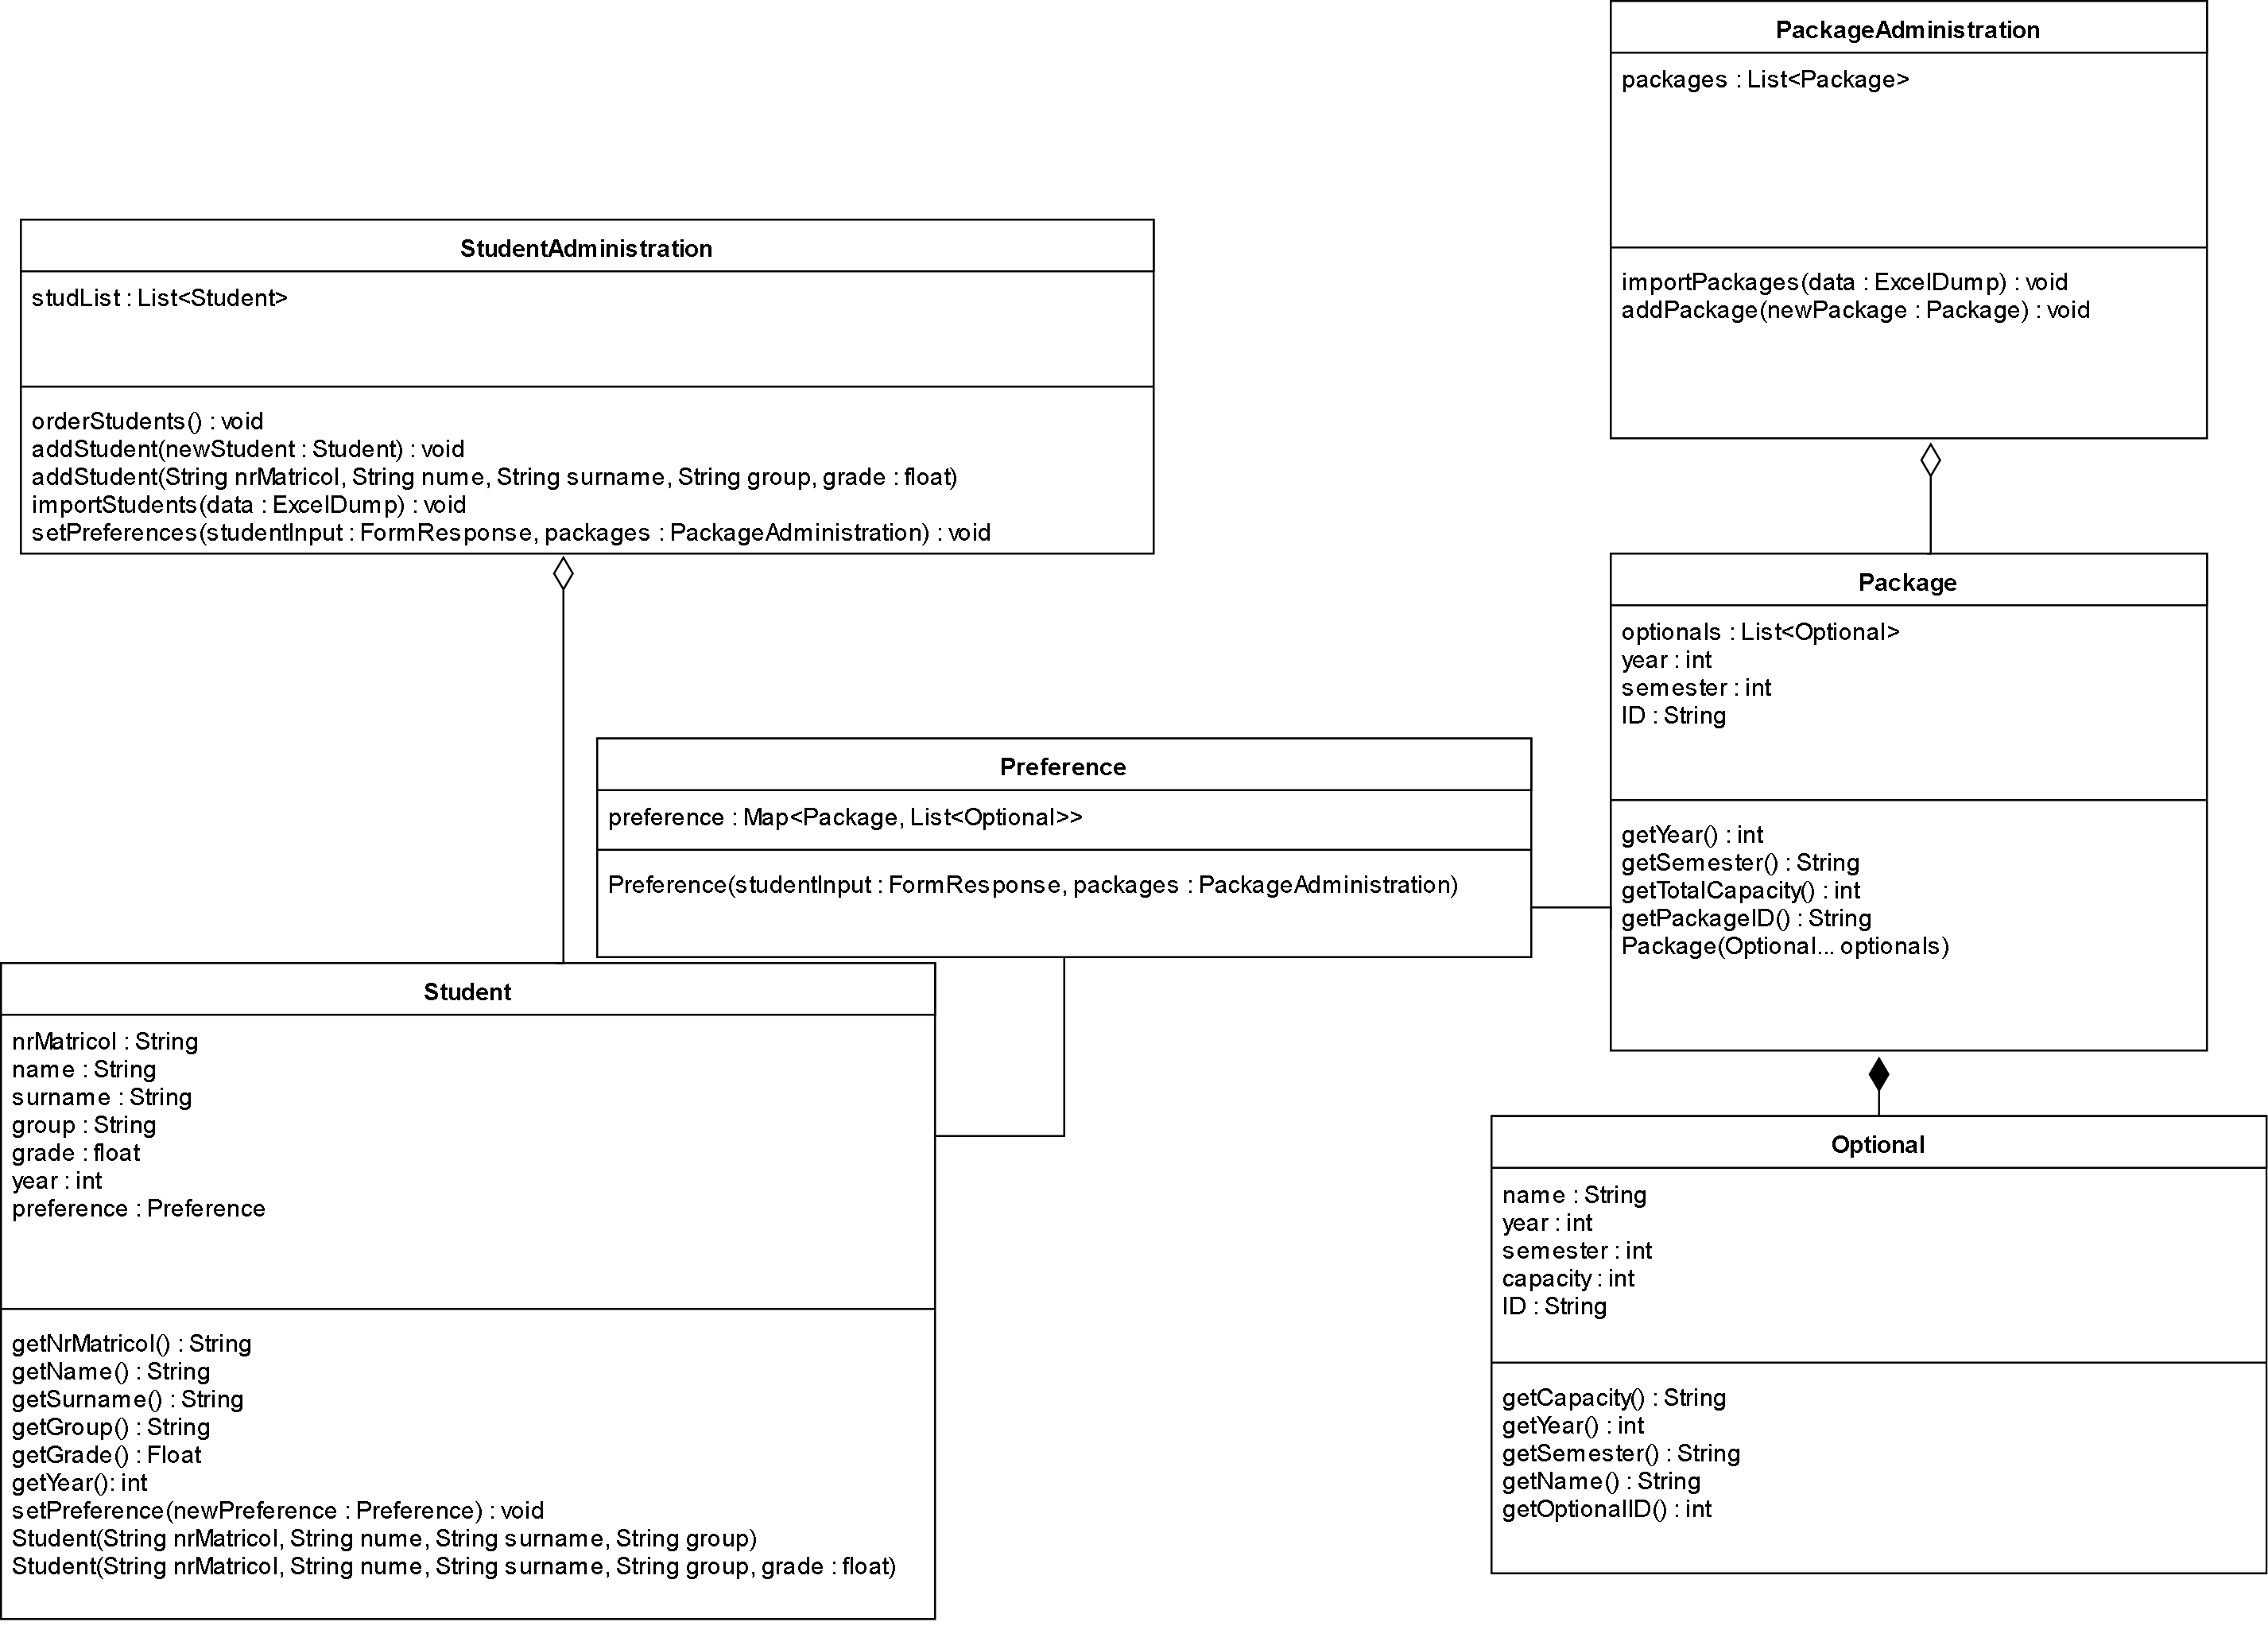 PackageAdministration
packages : List<Package>
importPackages(data : ExcelDump) : void
addPackage(newPackage : Package) : void
StudentAdministration
studList : List<Student>
orderStudents() : void
addStudent(newStudent : Student) : void
addStudent(String nrMatricol, String nume, String surname, String group, grade : float)
importStudents(data : ExcelDump) : void
setPreferences(studentInput : FormResponse, packages : PackageAdministration) : void
Package
optionals : List<Optional>
year : int
semester : int
ID : String
getYear() : int
getSemester() : String
getTotalCapacity() : int
getPackageID() : String
Package(Optional... optionals)
Preference
preference : Map<Package, List<Optional>>
Preference(studentInput : FormResponse, packages : PackageAdministration)
Student
nrMatricol : String
name : String
surname : String
group : String
grade : float
year : int
preference : Preference
getNrMatricol() : String
getName() : String
getSurname() : String
getGroup() : String
getGrade() : Float
getYear(): int
setPreference(newPreference : Preference) : void
Student(String nrMatricol, String nume, String surname, String group)
Student(String nrMatricol, String nume, String surname, String group, grade : float)
Optional
name : String
year : int
semester : int
capacity : int
ID : String
getCapacity() : String
getYear() : int
getSemester() : String
getName() : String
getOptionalID() : int